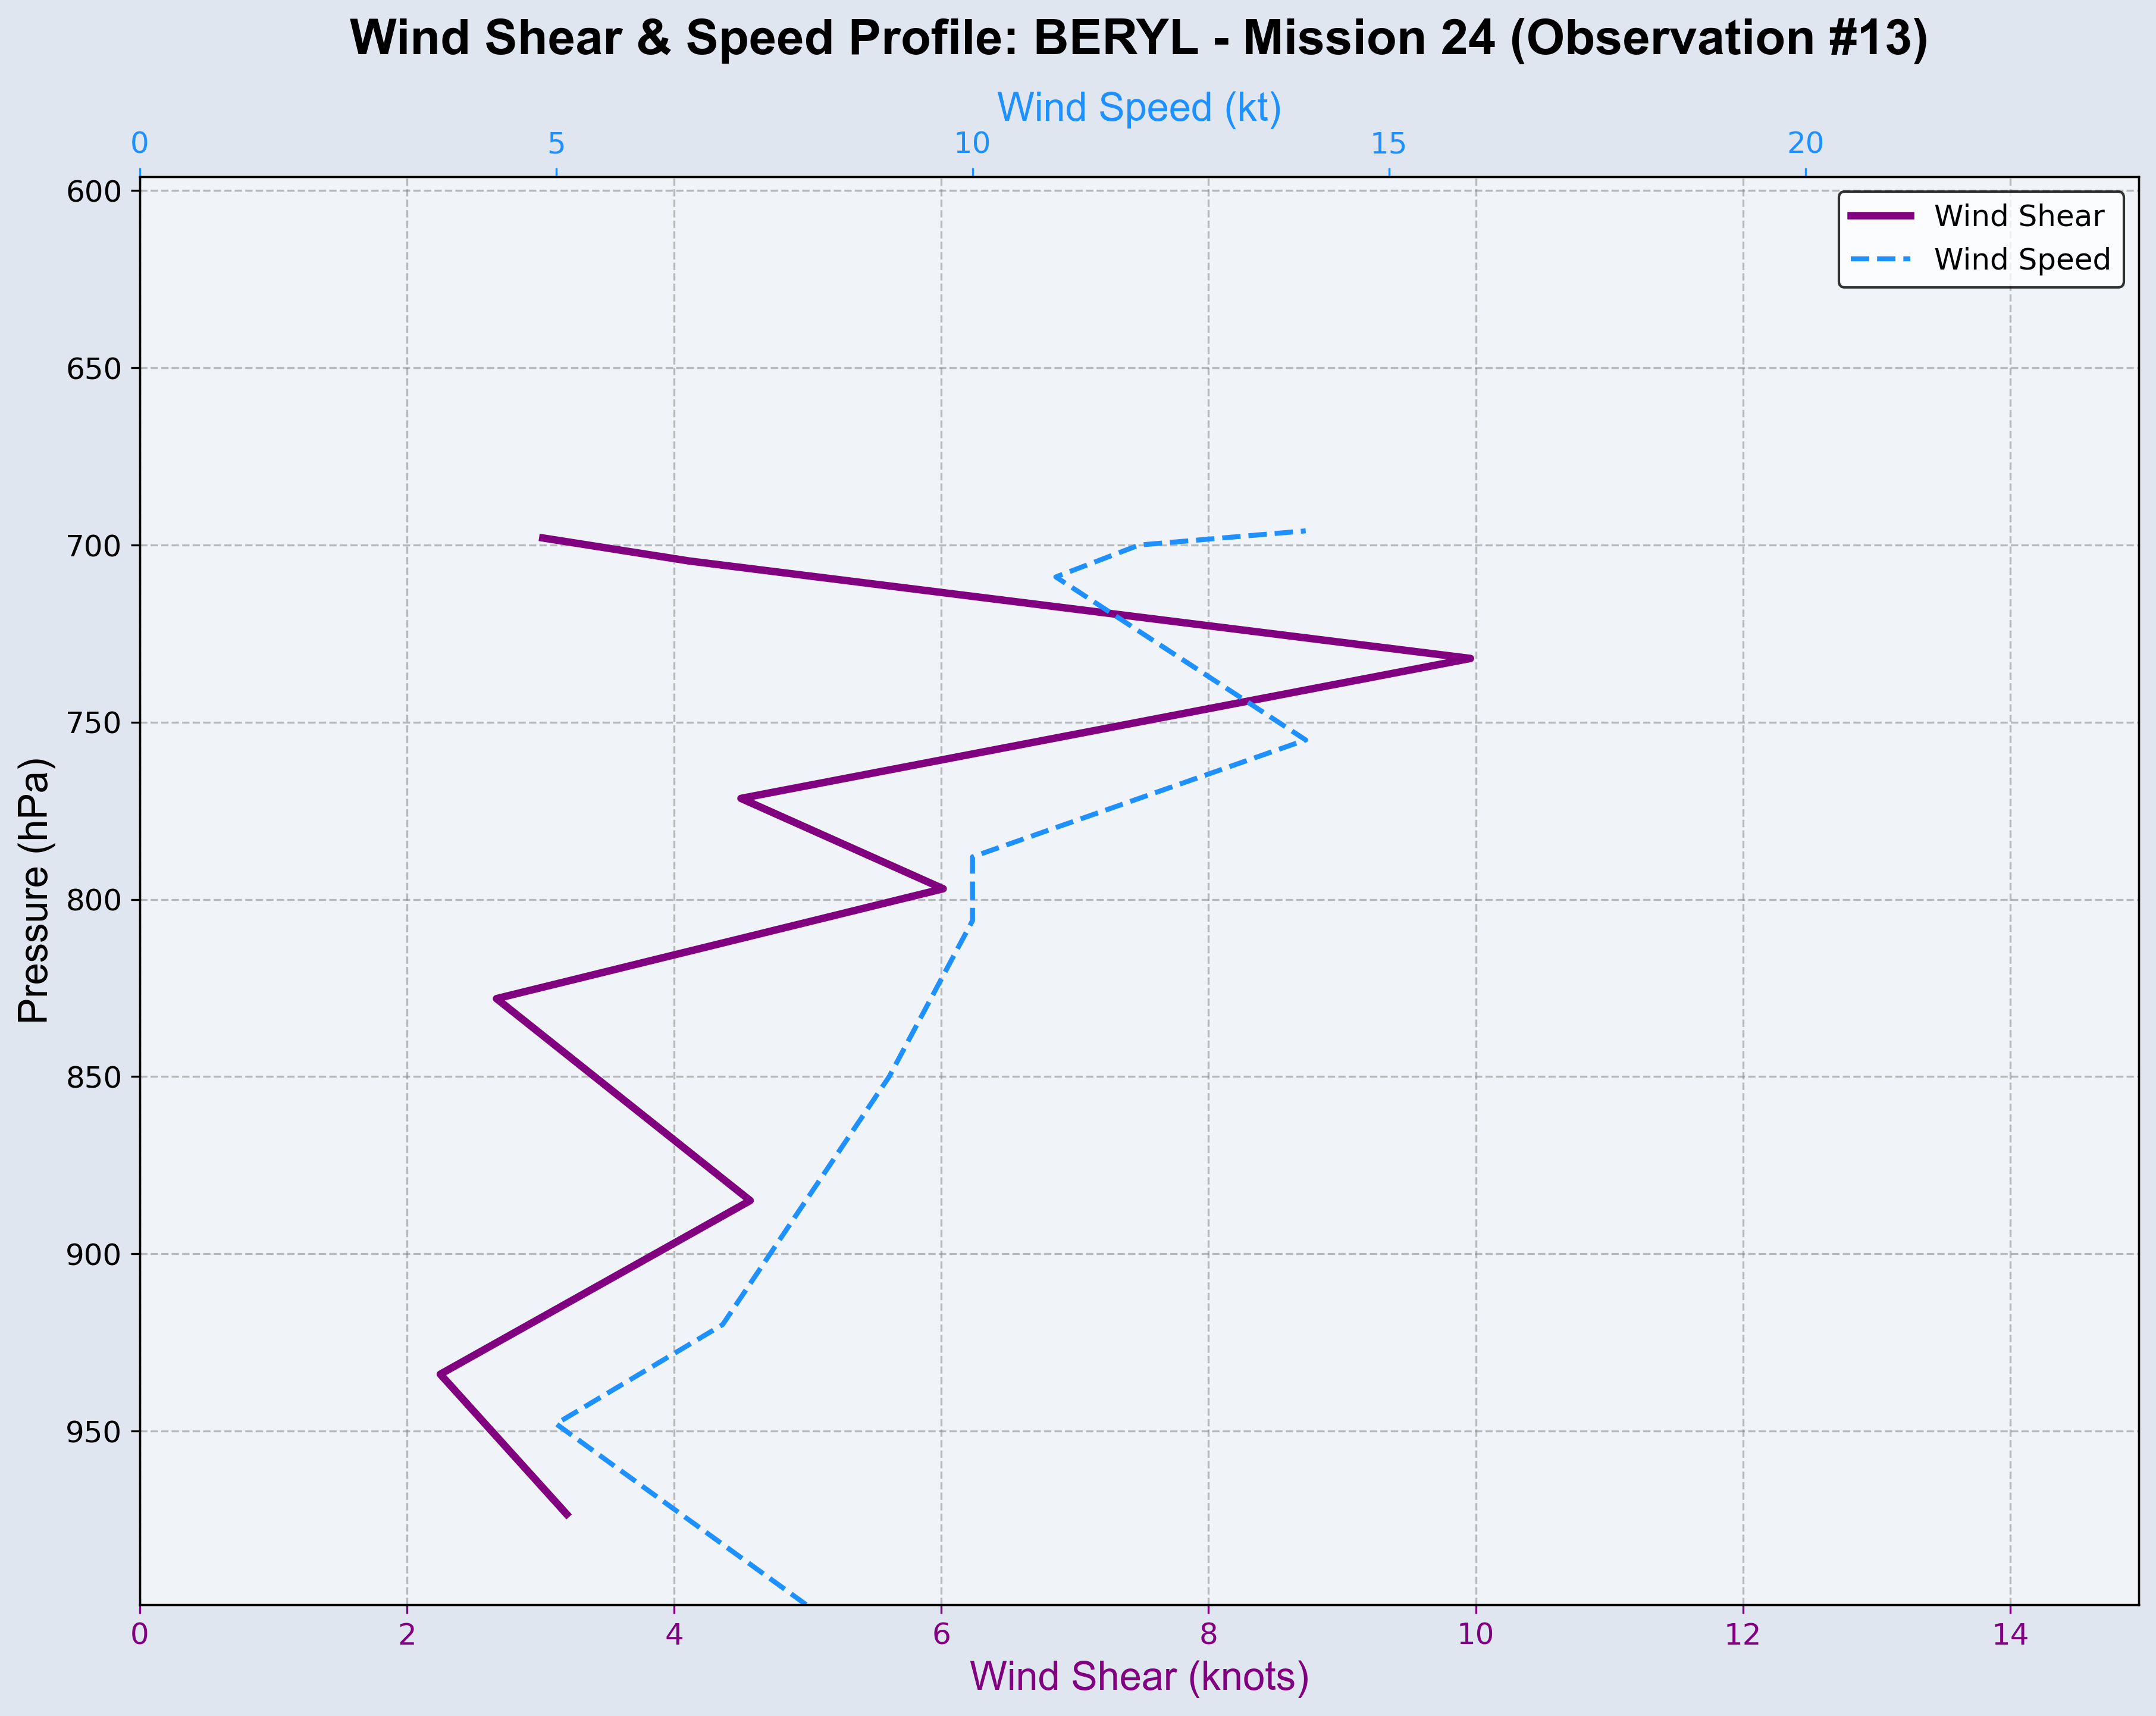 Wind Shear & Speed Profile: BERYL - Mission 24 (Observation #13)
Wind Speed (kt)
0 5 10 15 20
Wind Shear
Wind Speed
Pressure (hPa)
600
650
700
750
800
850
900
950
0 2 4 6 8 10 12 14
Wind Shear (knots)